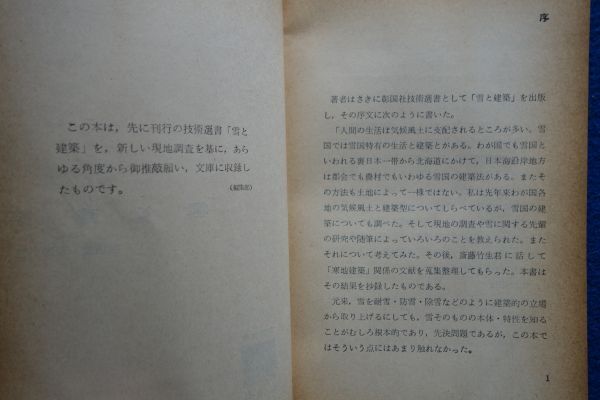 この本は，先に刊行の技術選書「雪と
建築」を，新しい現地調査を基に，あら
ゆる角度から御推敲願い，文庫に収録し
たものです。
（編集部）
序
著者はさきに彰国社技術選書として「雪と建築」を出版
し，その序文に次のように書いた。
「人間の生活は気候風土に支配されるところが多い。雪
国では雪国特有の生活と建築とがある。わが国でも雪国と
いわれる裏日本一帯から北海道にかけて，日本海沿岸地方
は都会でも農村でもいわゆる雪国の建築法がある。またそ
の方法も土地によって一様ではない。私は先年来わが国各
地の気候風土と建築型についてしらべているが，雪国の建
築についても調べた。そして現地の調査や雪に関する先輩
の研究や随筆によっていろいろのことを教えられた。また
それについて考えてみた。その後，斎藤竹生君に話して
「寒地建築」関係の文献を蒐集整理してもらった。本書は
その結果を抄録したものである。
元来，雪を耐雪・防雪・除雪などのように建築的の立場
から取り上げるにしても，雪そのものの本体・特性を知る
ことがむしろ根本的であり，先決問題であるが，この本で
はそういう点にはあまり触れなかった。
1